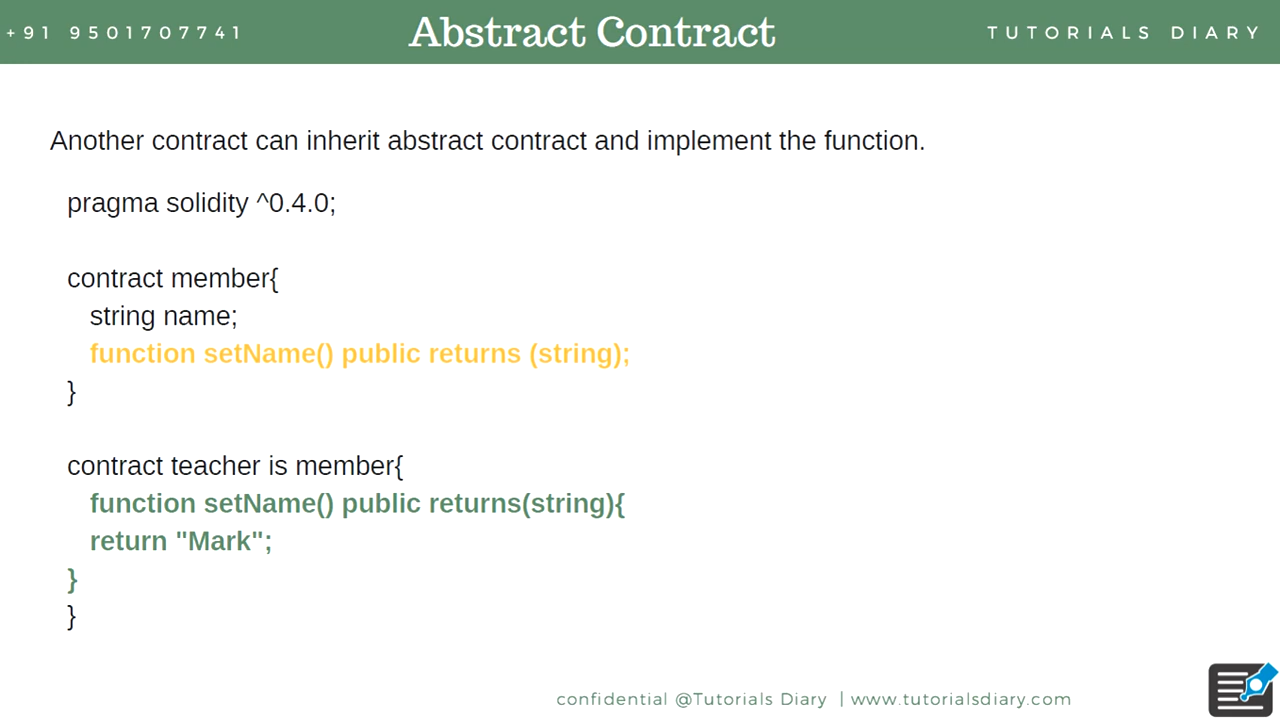 +91 9501707741
Abstract Contract
TUTORIALS DIARY
Another contract can inherit abstract contract and implement the function.
pragma solidity ^0.4.0;
contract member{
string name;
function setName() public returns (string);
}
contract teacher is member{
function setName() public returns(string){
return "Mark";
}
}
confidential @Tutorials Diary | www.tutorialsdiary.com